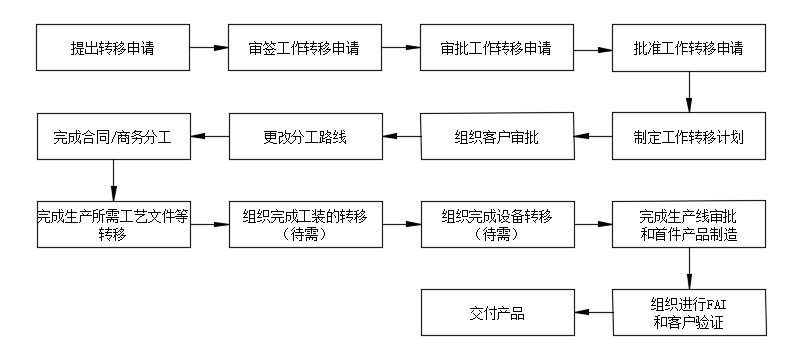 提出转移申请
审签工作转移申请
审批工作转移申请
批准工作转移申请
制定工作转移计划
组织客户审批
更改分工路线
完成合同/商务分工
完成生产所需工艺文件等
转移
组织完成工装的转移
（待需）
组织完成设备转移
（待需）
完成生产线审批
和首件产品制造
组织进行FAI
和客户验证
交付产品